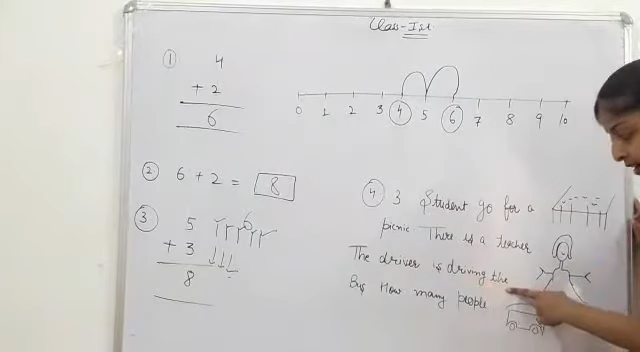 Class-Ist
① 4
+ 2
6
0 1 2 3 4 5 6 7 8 9 10
② 6 + 2 = 8
③ 5
+ 3
8
④ 3 Student go for a
picnic There is a teacher
The driver is driving the
Bus How many people